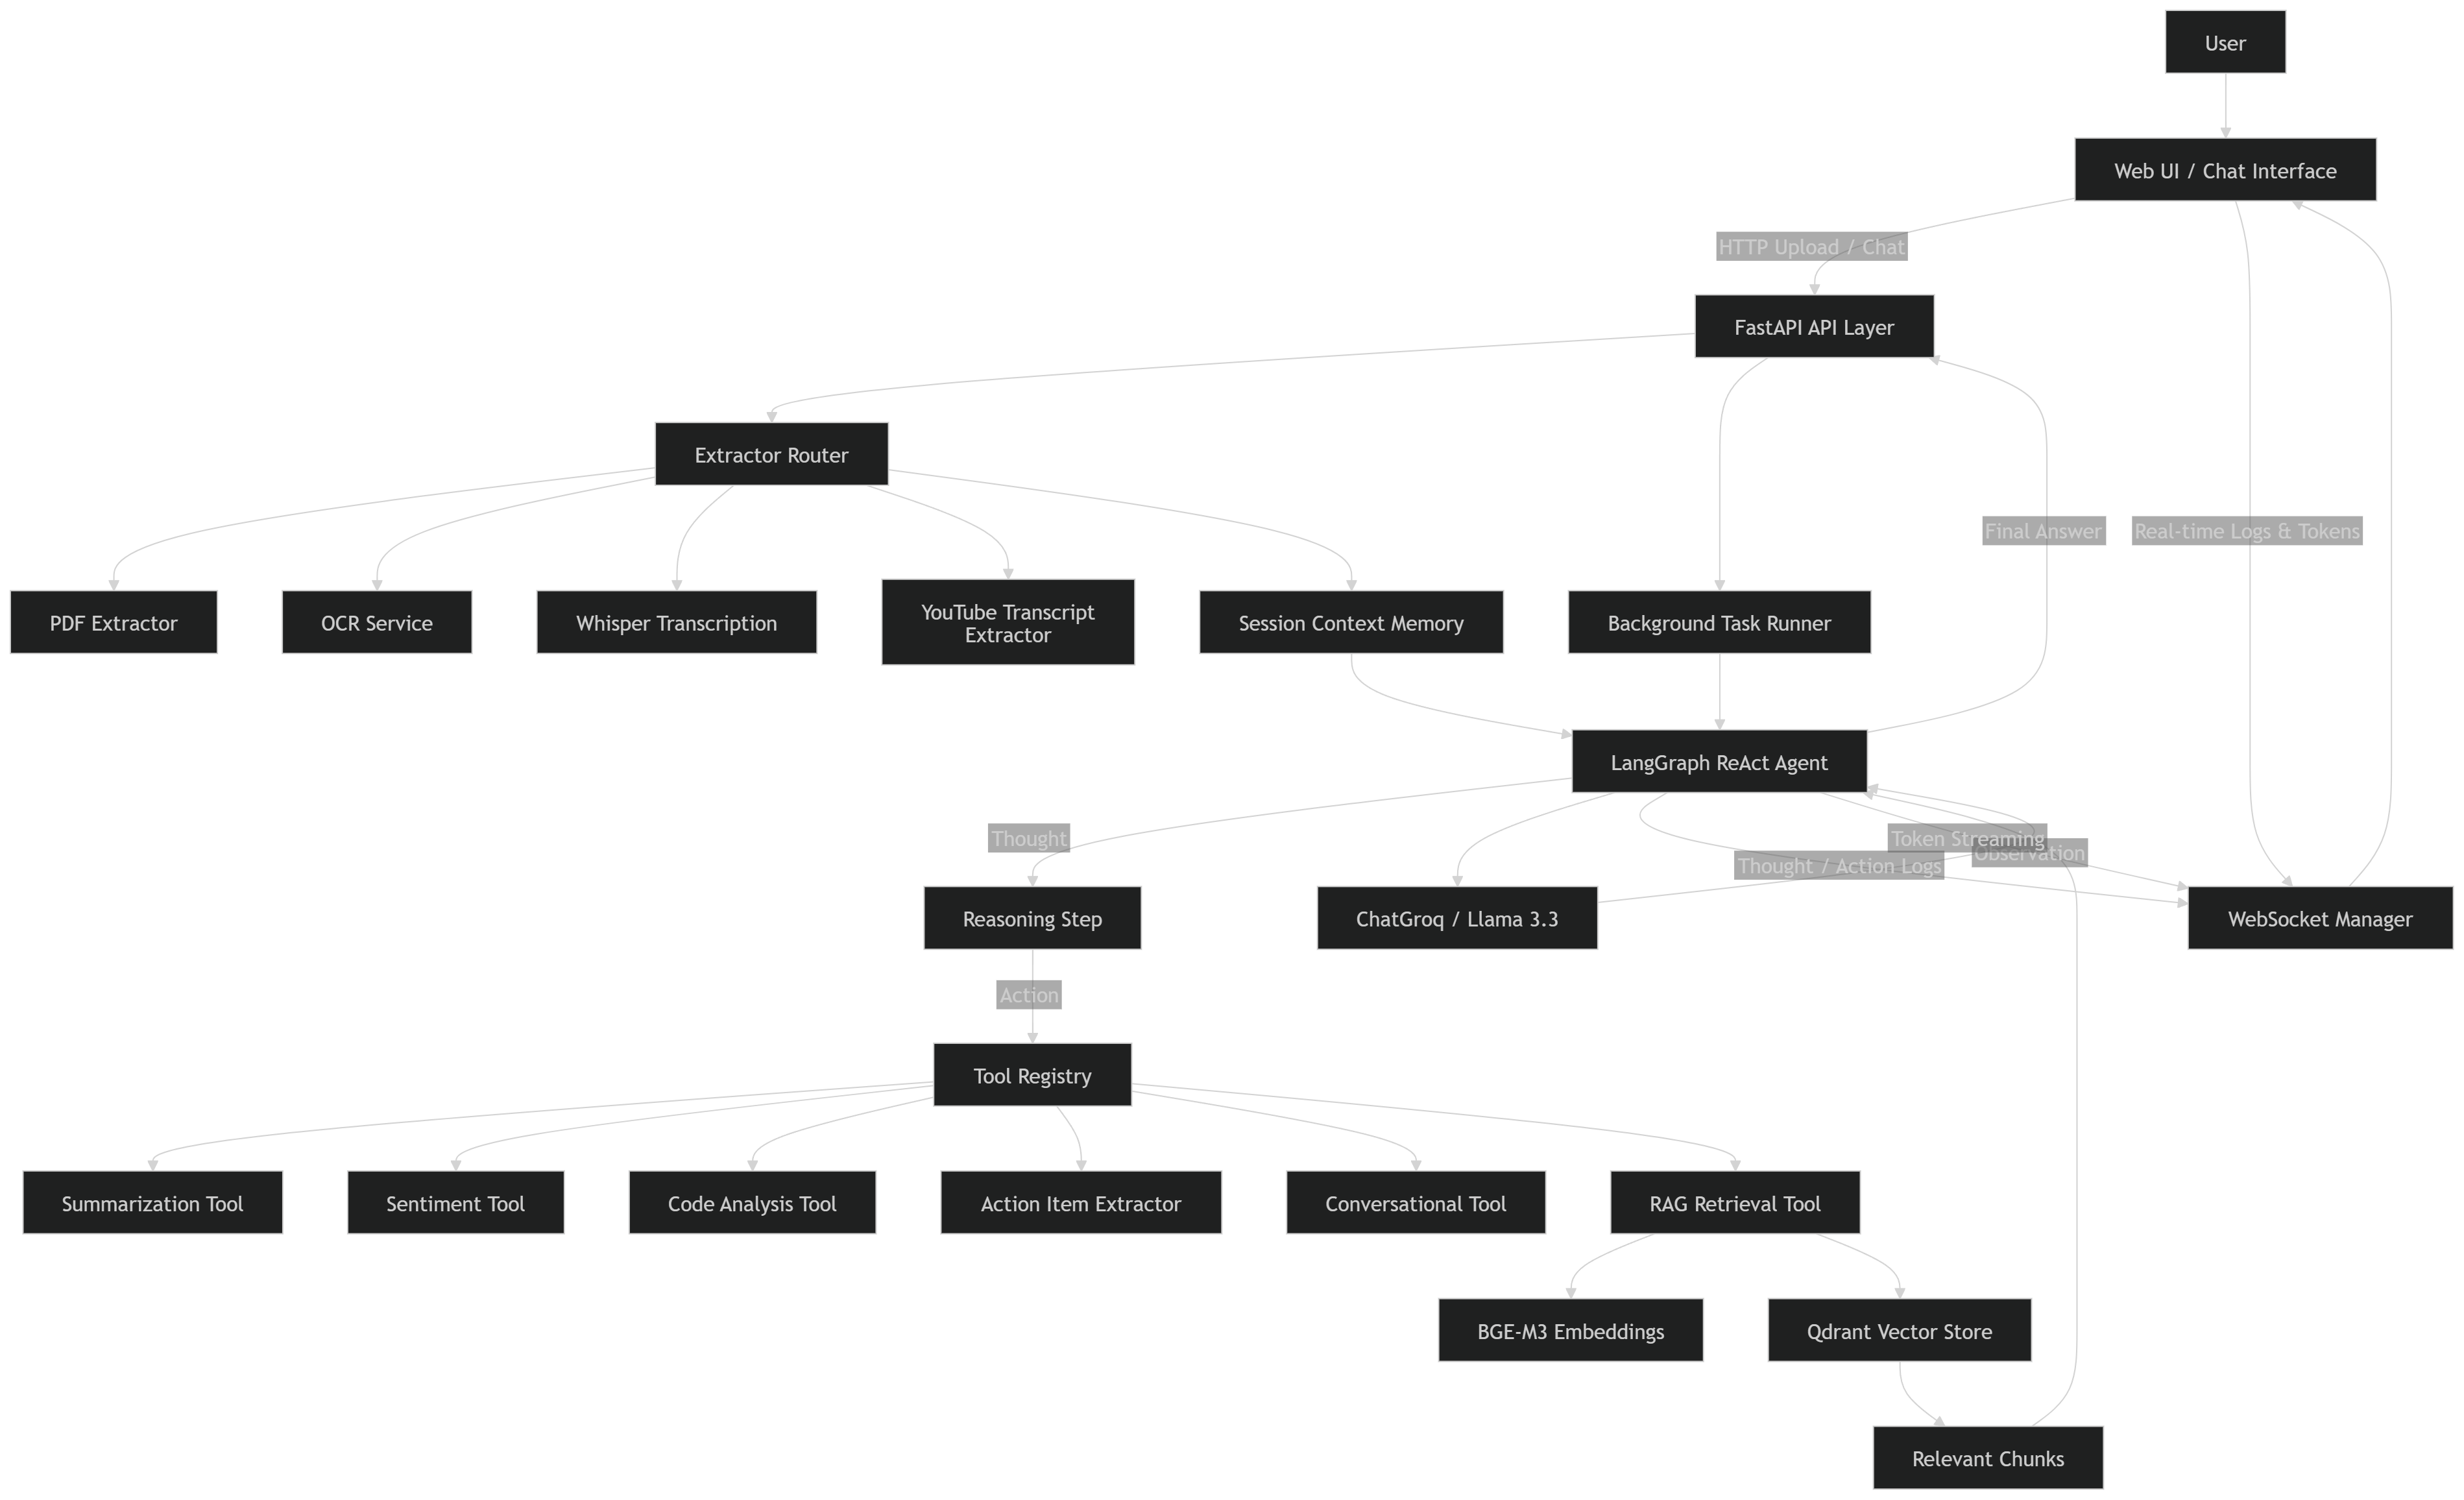 User
Web UI / Chat Interface
HTTP Upload / Chat
FastAPI API Layer
Extractor Router
Final Answer
Real-time Logs & Tokens
PDF Extractor
OCR Service
Whisper Transcription
YouTube Transcript
Extractor
Session Context Memory
Background Task Runner
LangGraph ReAct Agent
Thought
Token Streaming
Observation
Thought / Action Logs
Reasoning Step
ChatGroq / Llama 3.3
WebSocket Manager
Action
Tool Registry
Summarization Tool
Sentiment Tool
Code Analysis Tool
Action Item Extractor
Conversational Tool
RAG Retrieval Tool
BGE-M3 Embeddings
Qdrant Vector Store
Relevant Chunks